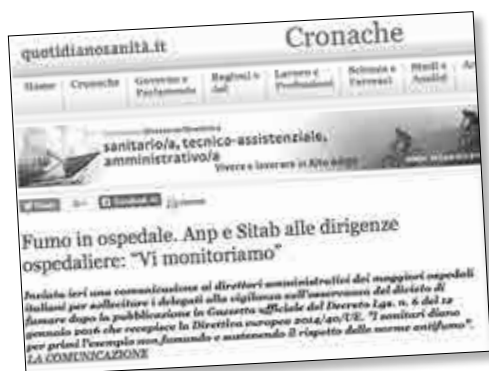 quotidianosanità.it
Cronache
Home
Cronache
Governo e Parlamento
Regioni e Asl
Lavoro e Professioni
Scienza e Farmaci
Studi e Analisi
sanitario/a, tecnico-assistenziale,
amministrativo/a
Vivere e lavorare in Alto Adige
Fumo in ospedale. Anp e Sitab alle dirigenze
ospedaliere: “Vi monitoriamo”
Inviata ieri una comunicazione ai direttori amministrativi dei maggiori ospedali
italiani per sollecitare i delegati alla vigilanza sull'osservanza del divieto di
fumare dopo la pubblicazione in Gazzetta ufficiale del Decreto Lgs. n. 6 del 12
gennaio 2016 che recepisce la Direttiva europea 2014/40/UE. “I sanitari diano
per primi l'esempio non fumando e sostenendo il rispetto delle norme antifumo”.
LA COMUNICAZIONE